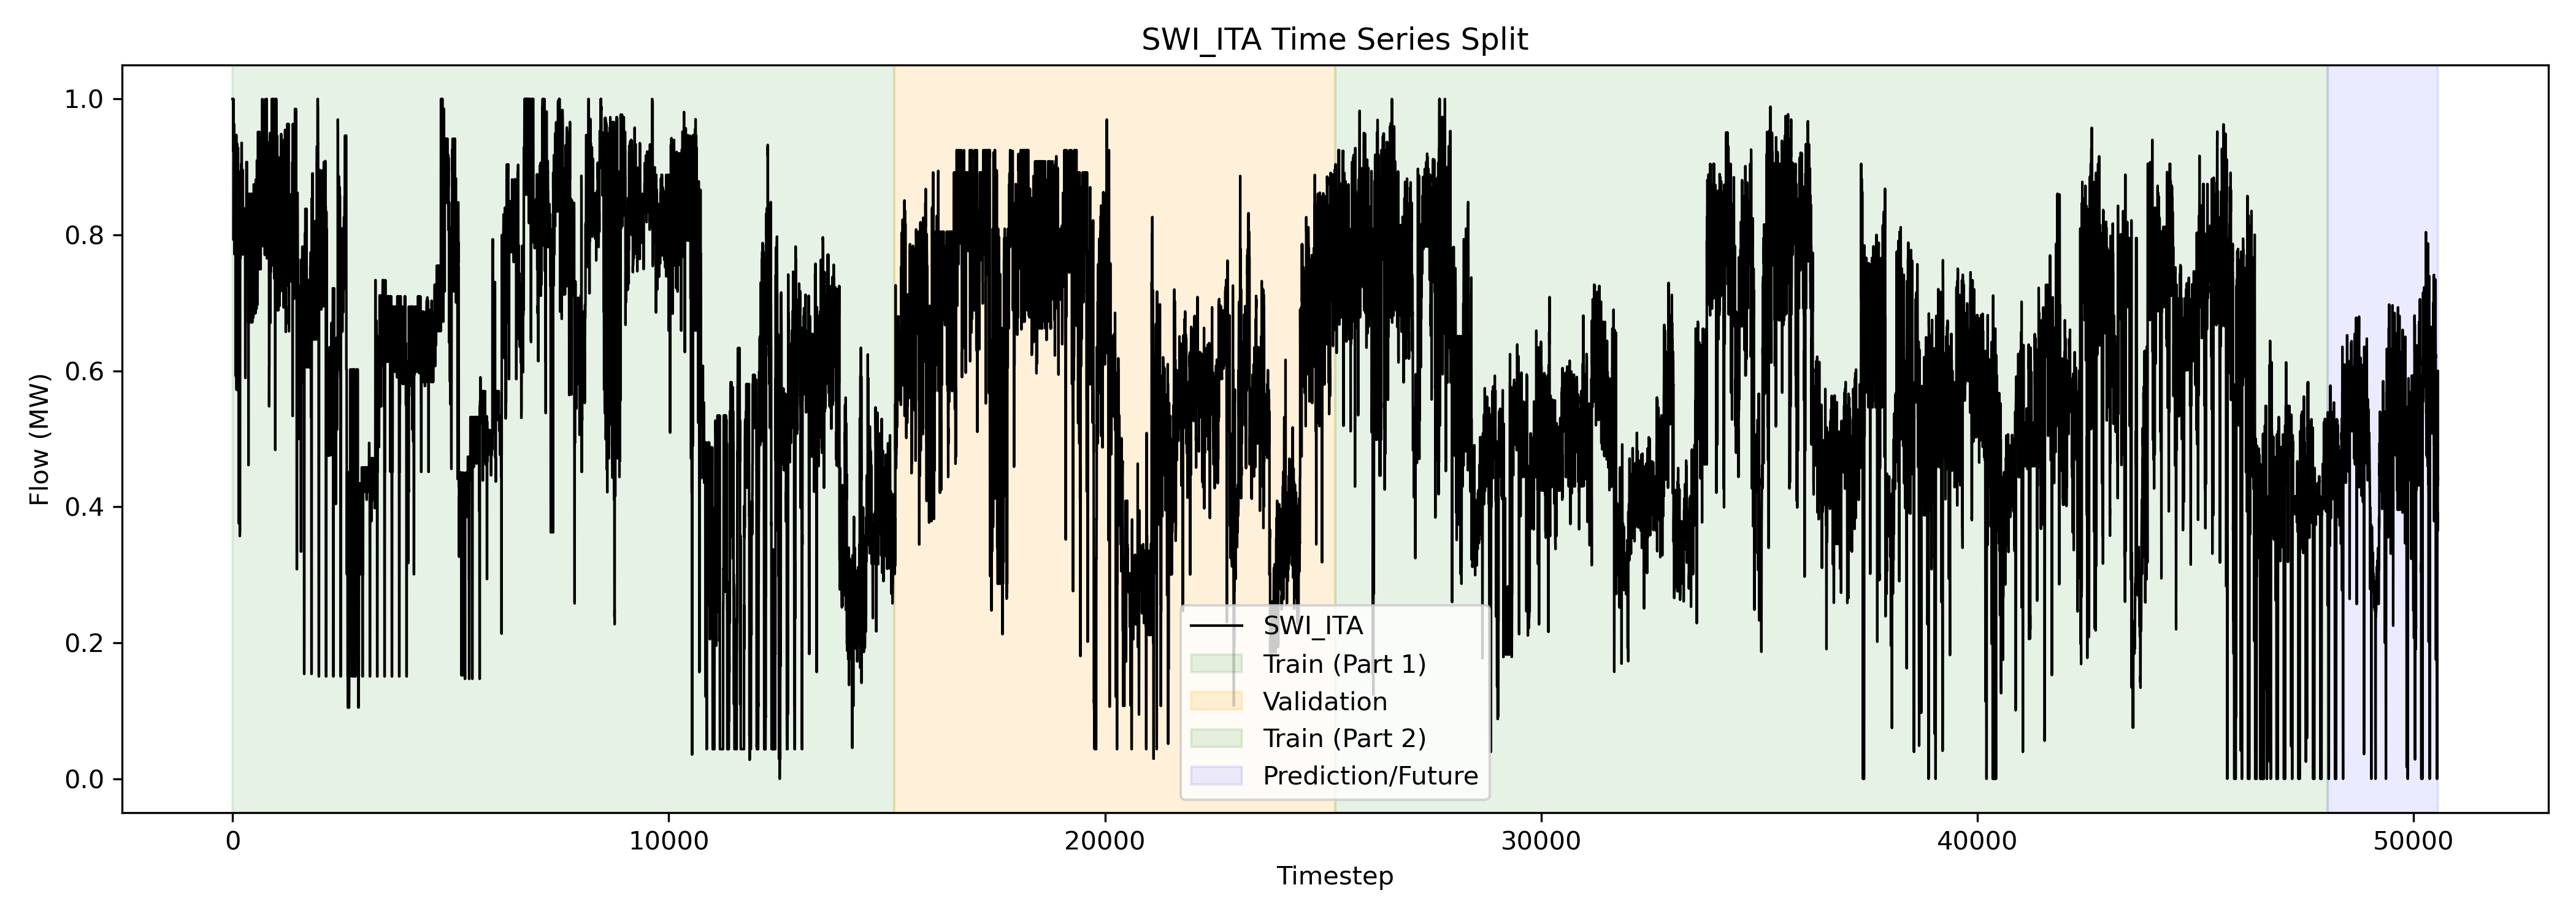 SWI_ITA Time Series Split
1.0
0.8
0.6
0.4
0.2
0.0
Flow (MW)
SWI_ITA
Train (Part 1)
Validation
Train (Part 2)
Prediction/Future
0 10000 20000 30000 40000 50000
Timestep